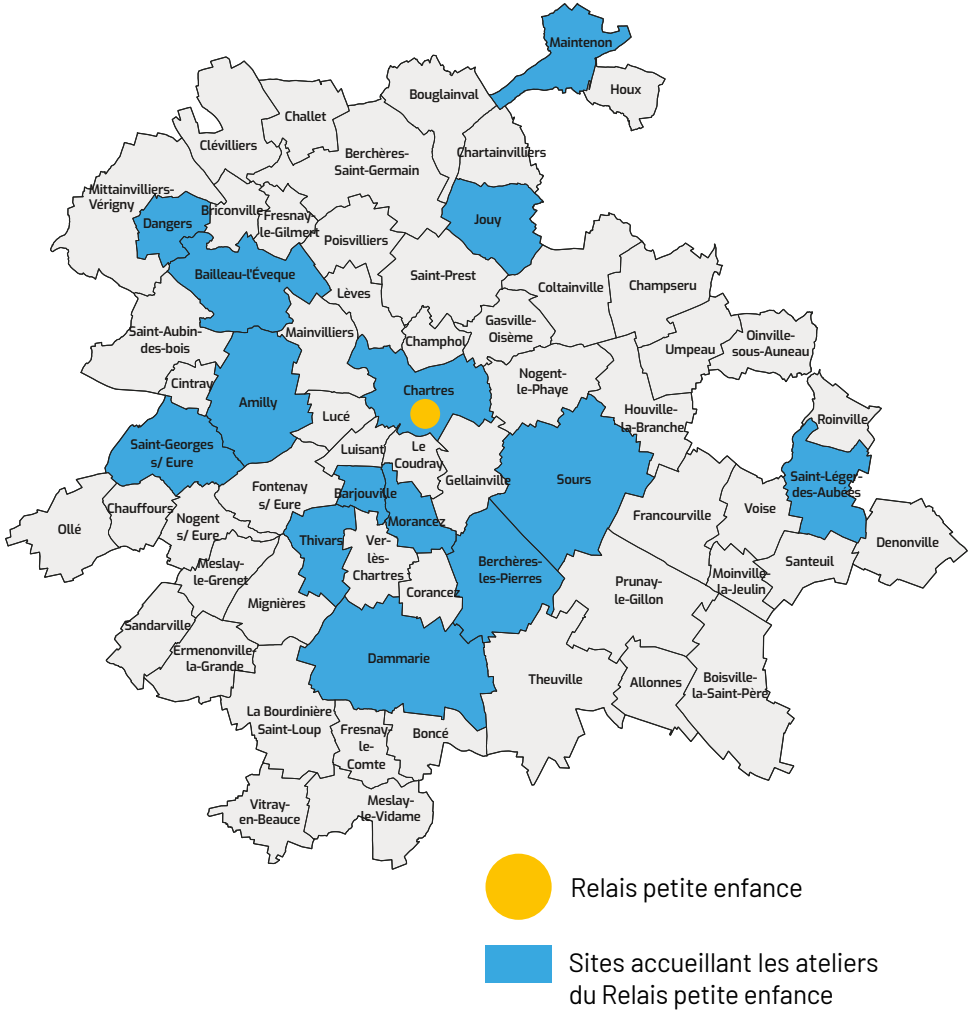 Maintenon
Houx
Bouglainval
Challet
Clévilliers
Berchères-
Saint-Germain
Chartainvilliers
Mittainvilliers-
Vérigny
Dangers
Briconville
Fresnay-
le-Gilmert
Poisvilliers
Jouy
Bailleau-l'Éveque
Lèves
Saint-Prest
Coltainville
Champseru
Saint-Aubin-
des-bois
Mainvilliers
Champhol
Gasville-
Oisème
Umpeau
Oinville-
sous-Auneau
Cintray
Amilly
Chartres
Nogent-
le-Phaye
Lucé
Houville-
la-Branche
Roinville
Saint-Georges
s/ Eure
Luisant
Le
Coudray
Gellainville
Sours
Saint-Léger-
des-Aubées
Fontenay
s/ Eure
Barjouville
Morancez
Francourville
Voise
Ollé
Chauffours
Nogent
s/ Eure
Thivars
Ver-
lès-
Chartres
Denonville
Meslay-
le-Grenet
Berchères-
les-Pierres
Santeuil
Moinville-
la-Jeulin
Mignières
Corancez
Prunay-
le-Gillon
Sandarville
Ermenonville-
la-Grande
Dammarie
Theuville
Allonnes
Boisville-
la-Saint-Père
La Bourdinière
Saint-Loup
Fresnay-
le-
Comte
Boncé
Vitray-
en-Beauce
Meslay-
le-Vidame
Relais petite enfance
Sites accueillant les ateliers
du Relais petite enfance